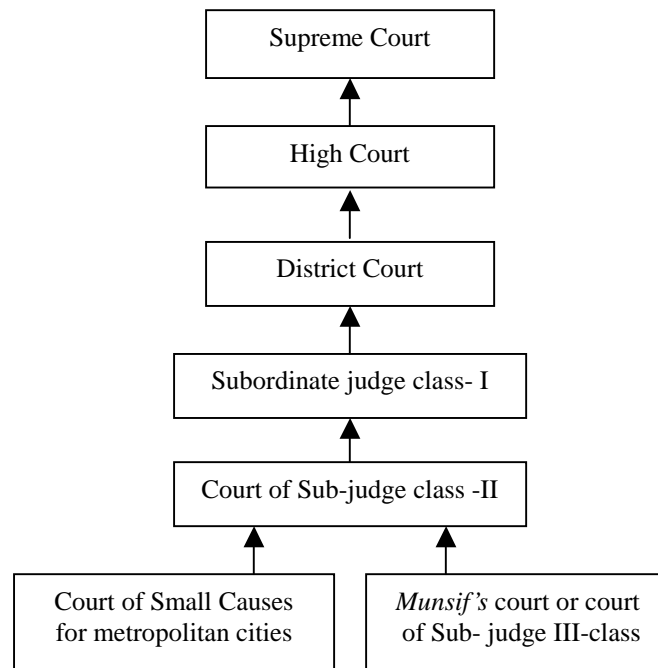 Supreme Court
High Court
District Court
Subordinate judge class- I
Court of Sub-judge class -II
Court of Small Causes
for metropolitan cities
Munsif's court or court
of Sub- judge III-class